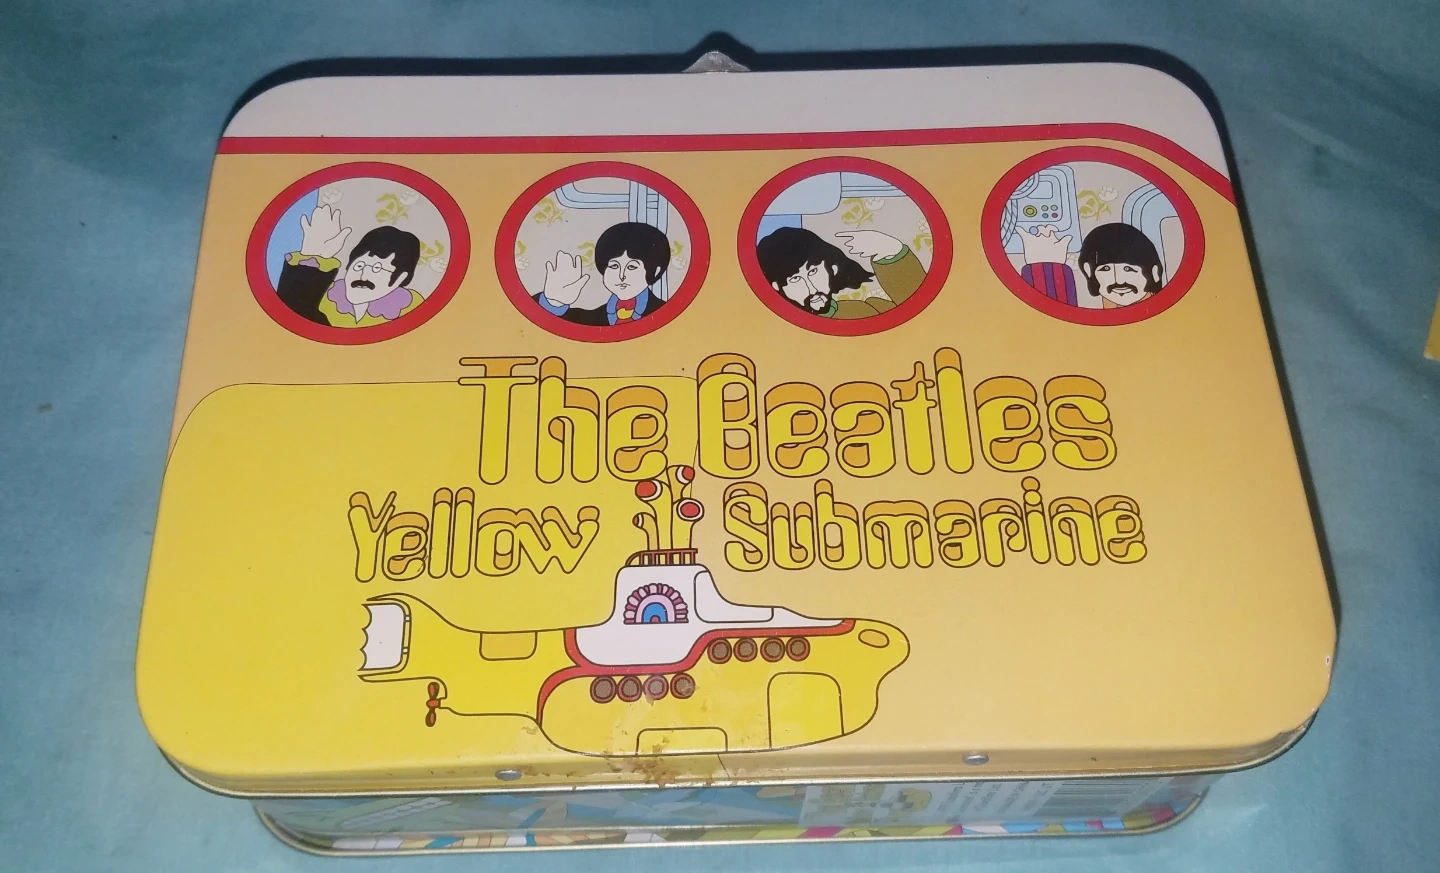 The Beatles
Yellow Submarine